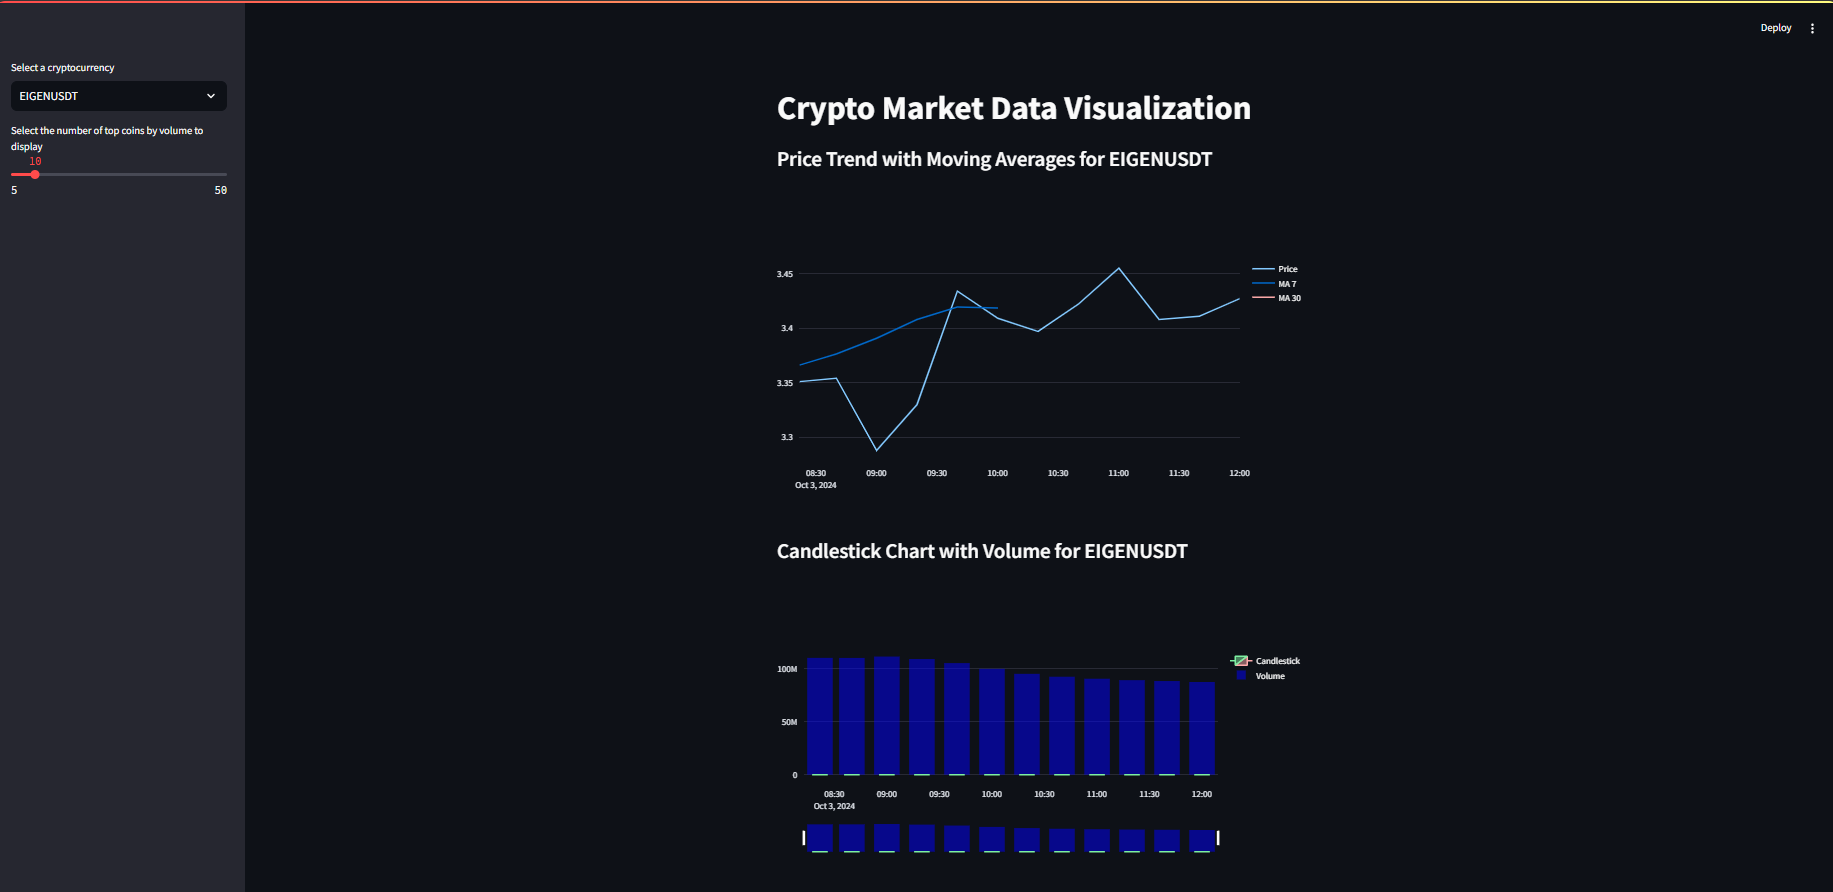 Deploy
Select a cryptocurrency
EIGENUSDT
Select the number of top coins by volume to
display
10
5 50
Crypto Market Data Visualization
Price Trend with Moving Averages for EIGENUSDT
3.45
3.4
3.35
3.3
08:30 09:00 09:30 10:00 10:30 11:00 11:30 12:00
Oct 3, 2024
Price
MA 7
MA 30
Candlestick Chart with Volume for EIGENUSDT
100M
50M
0
08:30 09:00 09:30 10:00 10:30 11:00 11:30 12:00
Oct 3, 2024
Candlestick
Volume